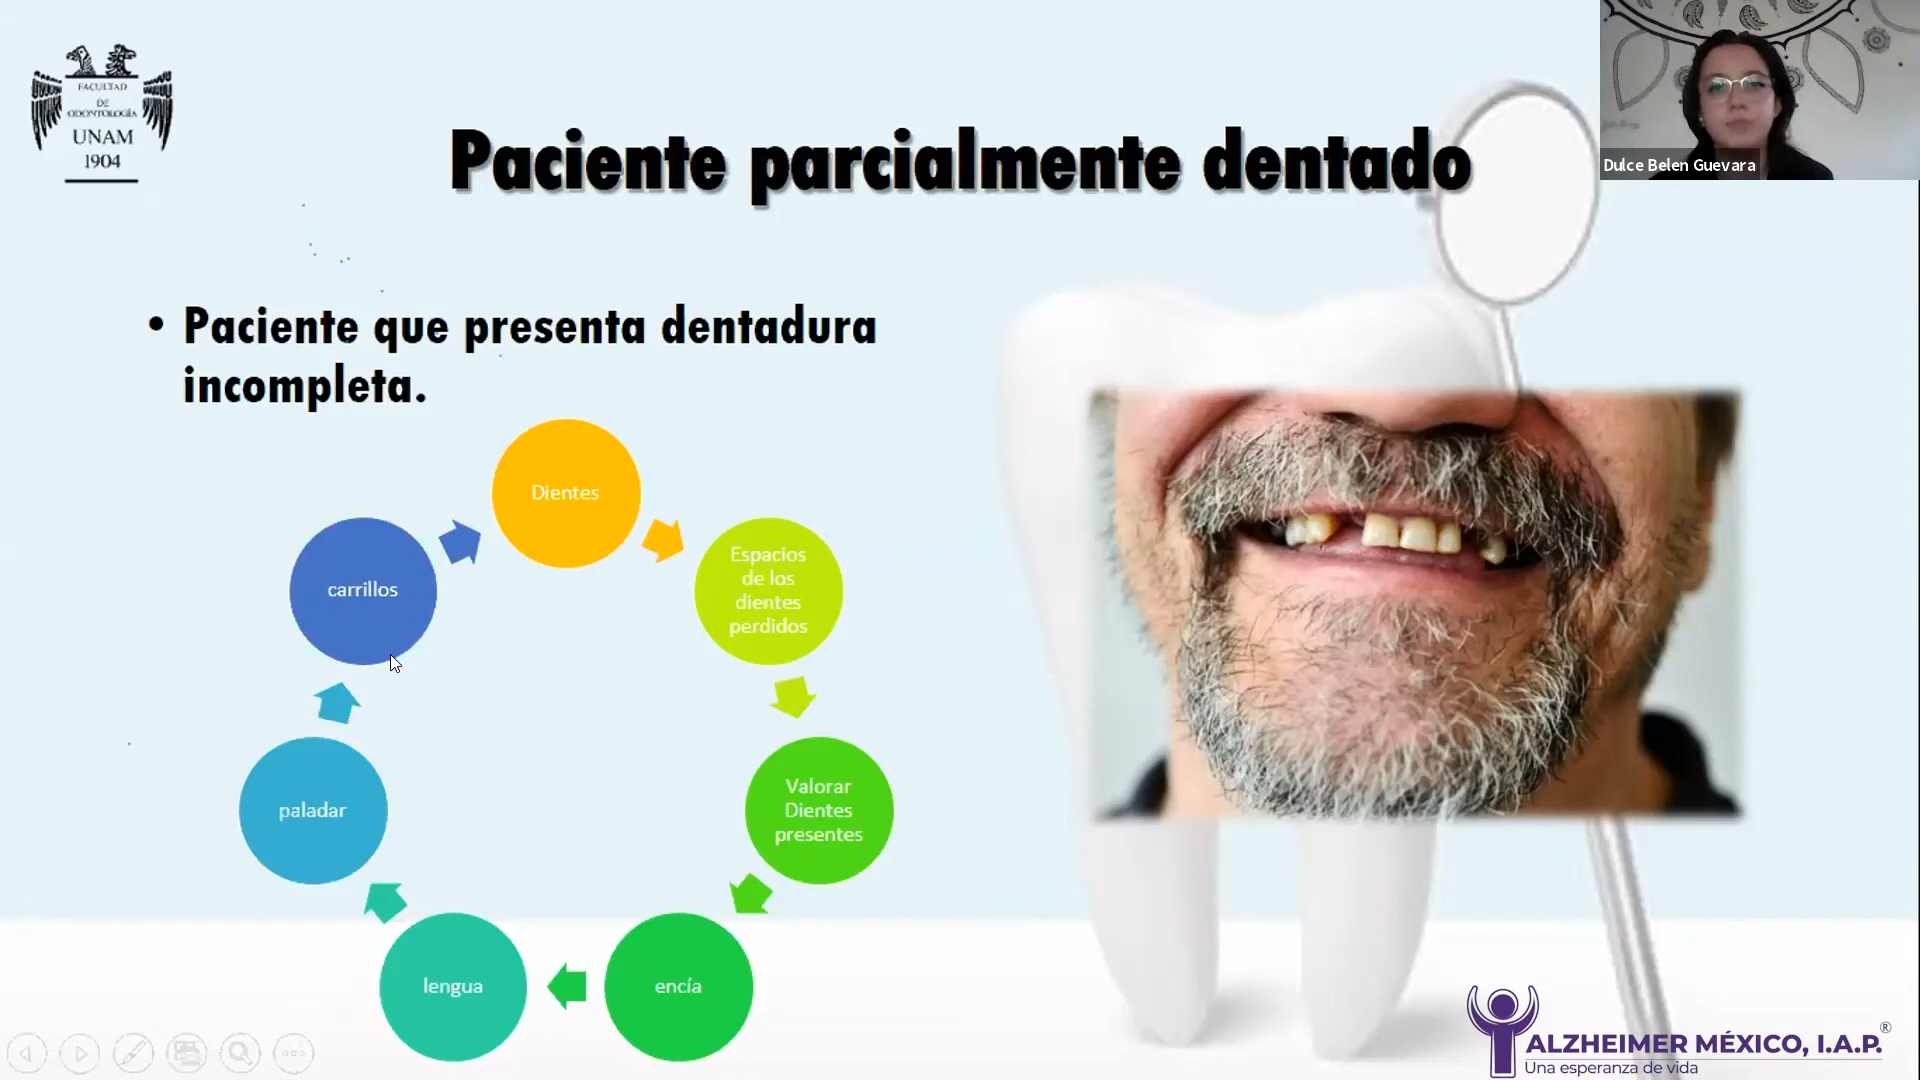 FACULTAD
DE
ODONTOLOGÍA
UNAM
1904
Paciente parcialmente dentado
Dulce Belen Guevara
• Paciente que presenta dentadura
incompleta.
Dientes
Espacios
de los
dientes
perdidos
Valorar
Dientes
presentes
encía
lengua
paladar
carrillos
ALZHEIMER MÉXICO, I.A.P.®
Una esperanza de vida